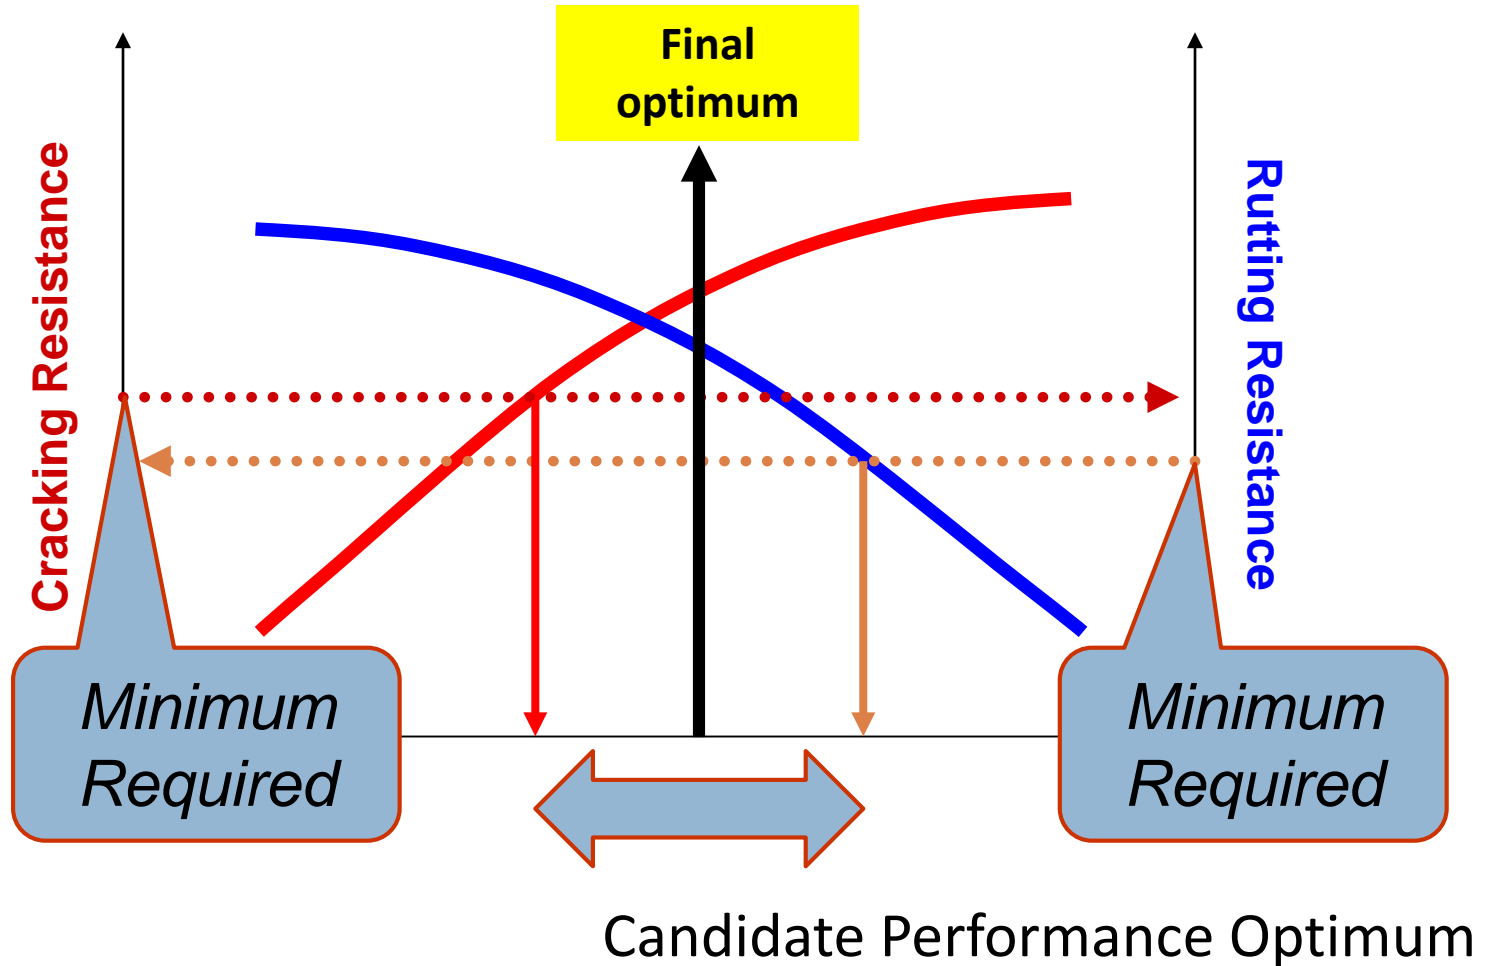 Final
optimum
Cracking Resistance
Rutting Resistance
Minimum
Required
Minimum
Required
Candidate Performance Optimum